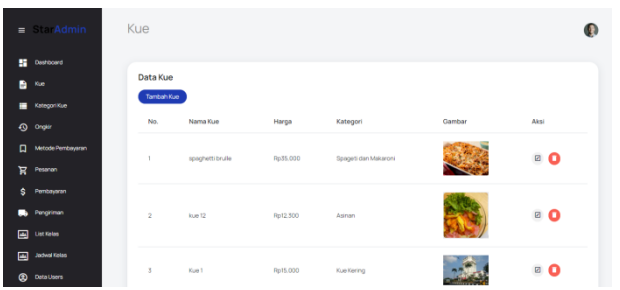 StarAdmin
Kue
Dashboard
Kue
Kategori Kue
Ongkir
Metode Pembayaran
Pesanan
Pembayaran
Pengiriman
List Kelas
Jadwal Kelas
Data Users
Data Kue
Tambah Kue
No. Nama Kue Harga Kategori Gambar Aksi
1 spaghetti brulle Rp35.000 Spageti dan Makaroni
2 kue 12 Rp12.300 Asinan
3 Kue 1 Rp15.000 Kue Kering